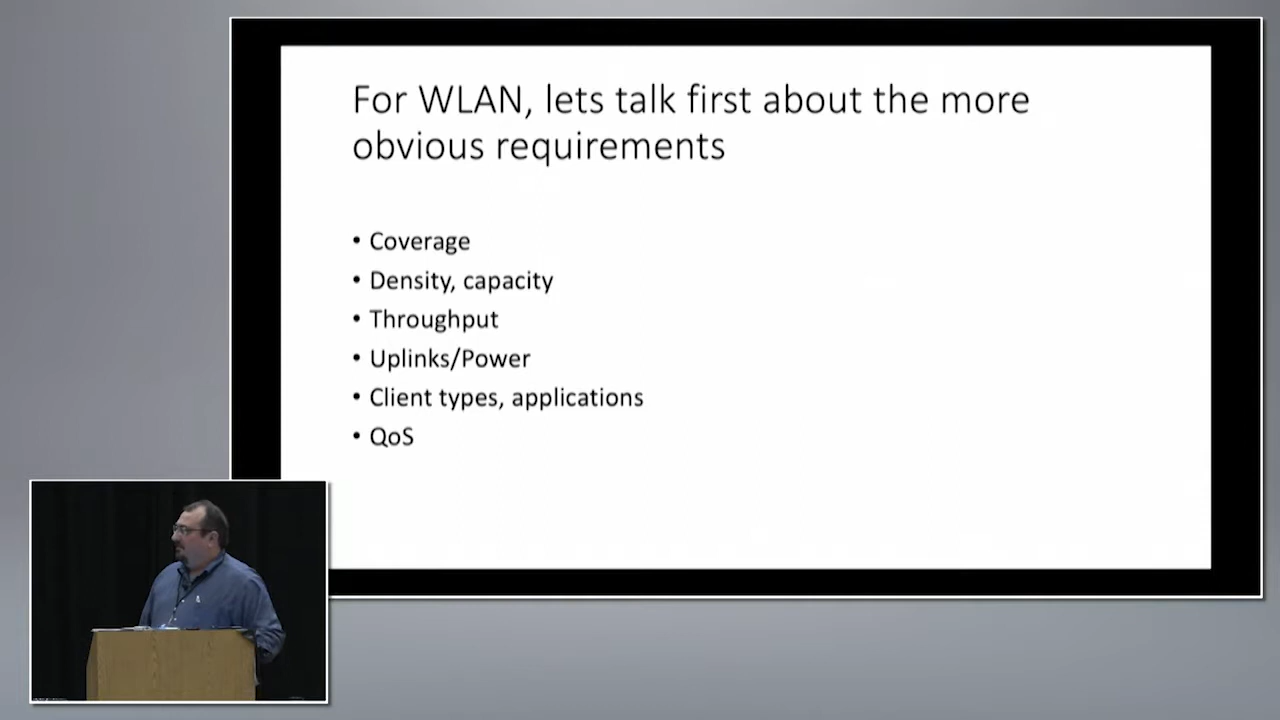 For WLAN, lets talk first about the more
obvious requirements
• Coverage
• Density, capacity
• Throughput
• Uplinks/Power
• Client types, applications
• QoS